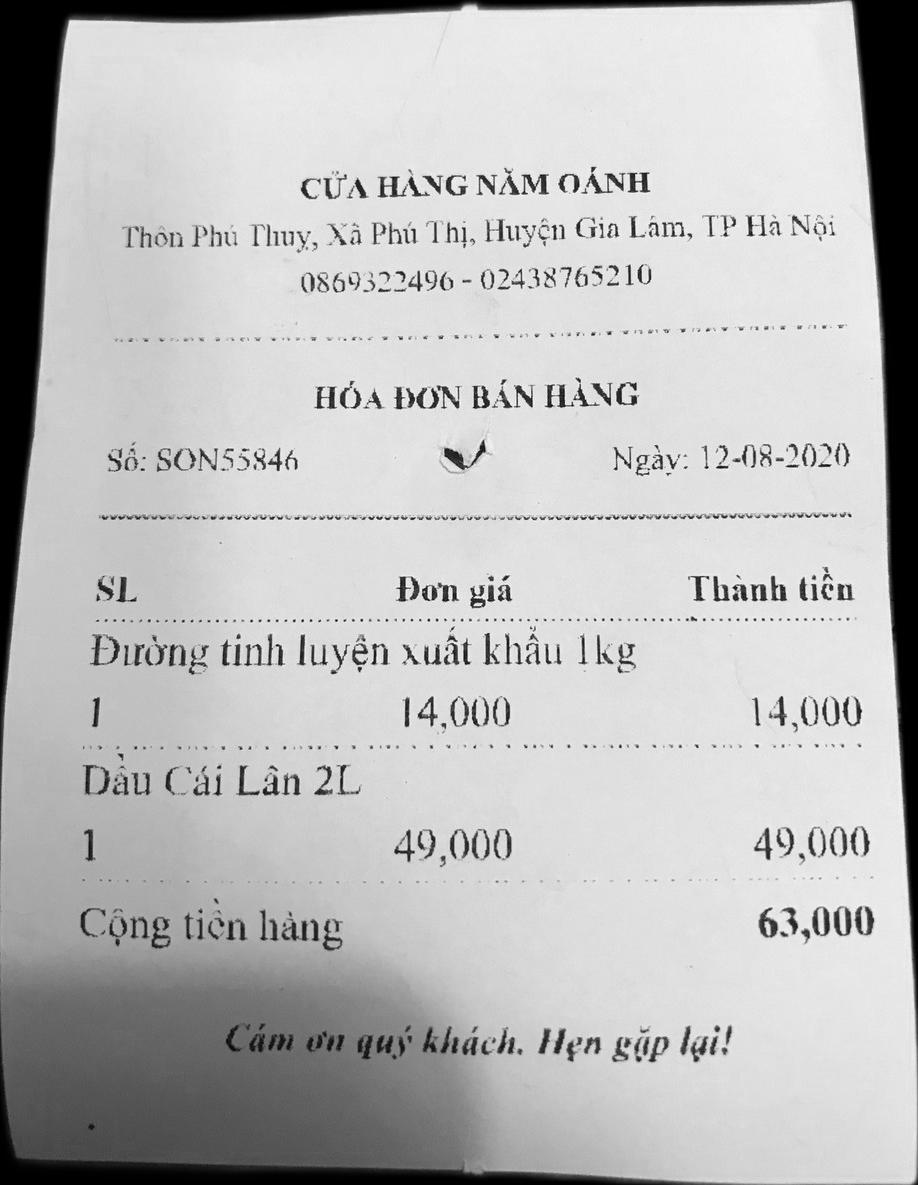 CỬA HÀNG NĂM OÁNH
Thôn Phú Thuỵ, Xã Phú Thị, Huyện Gia Lâm, TP Hà Nội
0869322496 - 02438765210
HÓA ĐƠN BÁN HÀNG
Số: SON55846 Ngày: 12-08-2020
SL Đơn giá Thành tiền
Đường tinh luyện xuất khẩu 1kg
1 14,000 14,000
Dầu Cái Lân 2L
1 49,000 49,000
Cộng tiền hàng 63,000
Cám ơn quý khách. Hẹn gặp lại!